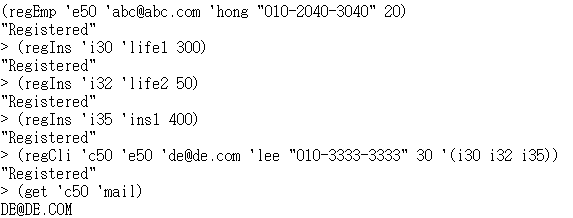 (regEmp 'e50 'abc@abc.com 'hong "010-2040-3040" 20)
"Registered"
> (regIns 'i30 'life1 300)
"Registered"
> (regIns 'i32 'life2 50)
"Registered"
> (regIns 'i35 'ins1 400)
"Registered"
> (regCli 'c50 'e50 'de@de.com 'lee "010-3333-3333" 30 '(i30 i32 i35))
"Registered"
> (get 'c50 'mail)
DE@DE.COM